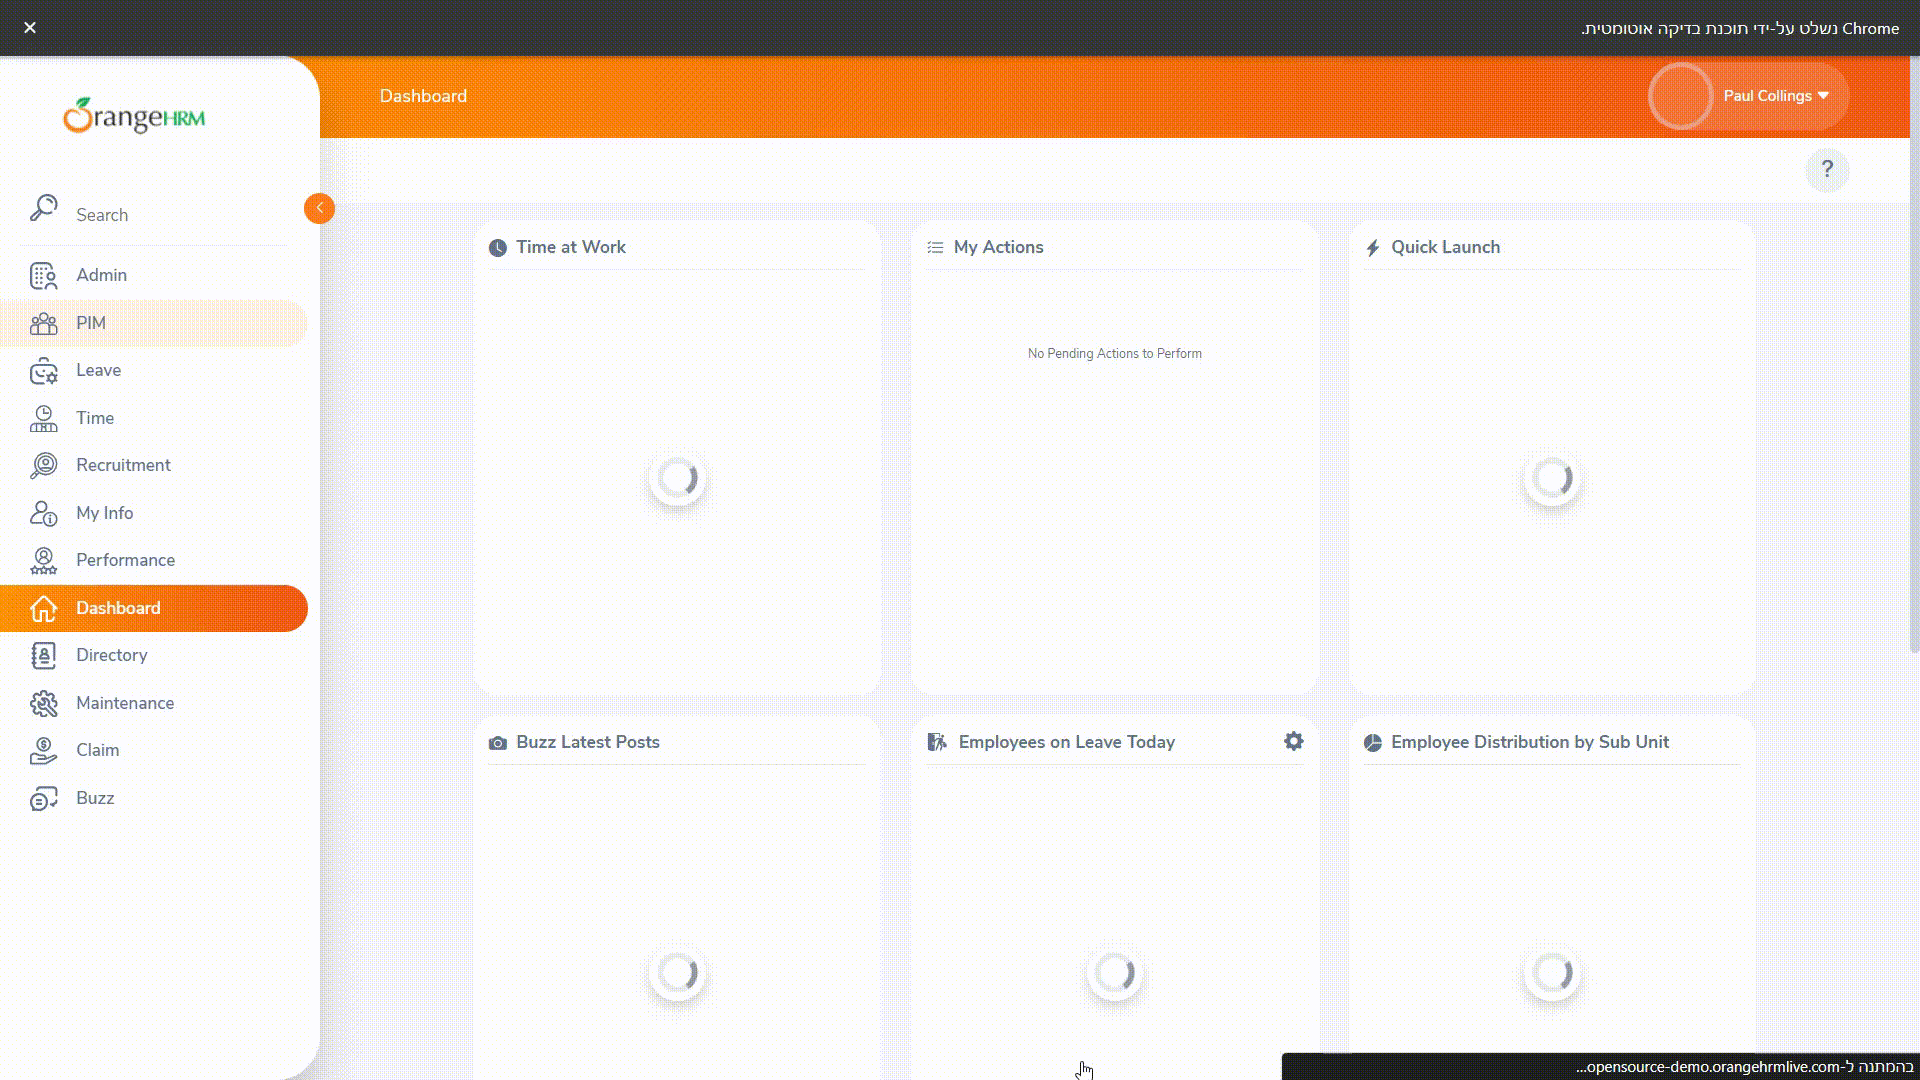 Chrome נשלט על-ידי תוכנת בדיקה אוטומטית.
OrangeHRM
Dashboard
Paul Collings
?
Search
Admin
PIM
Leave
Time
Recruitment
My Info
Performance
Dashboard
Directory
Maintenance
Claim
Buzz
Time at Work
My Actions
No Pending Actions to Perform
Quick Launch
Buzz Latest Posts
Employees on Leave Today
Employee Distribution by Sub Unit
בהמתנה ל-opensource-demo.orangehrmlive.com...